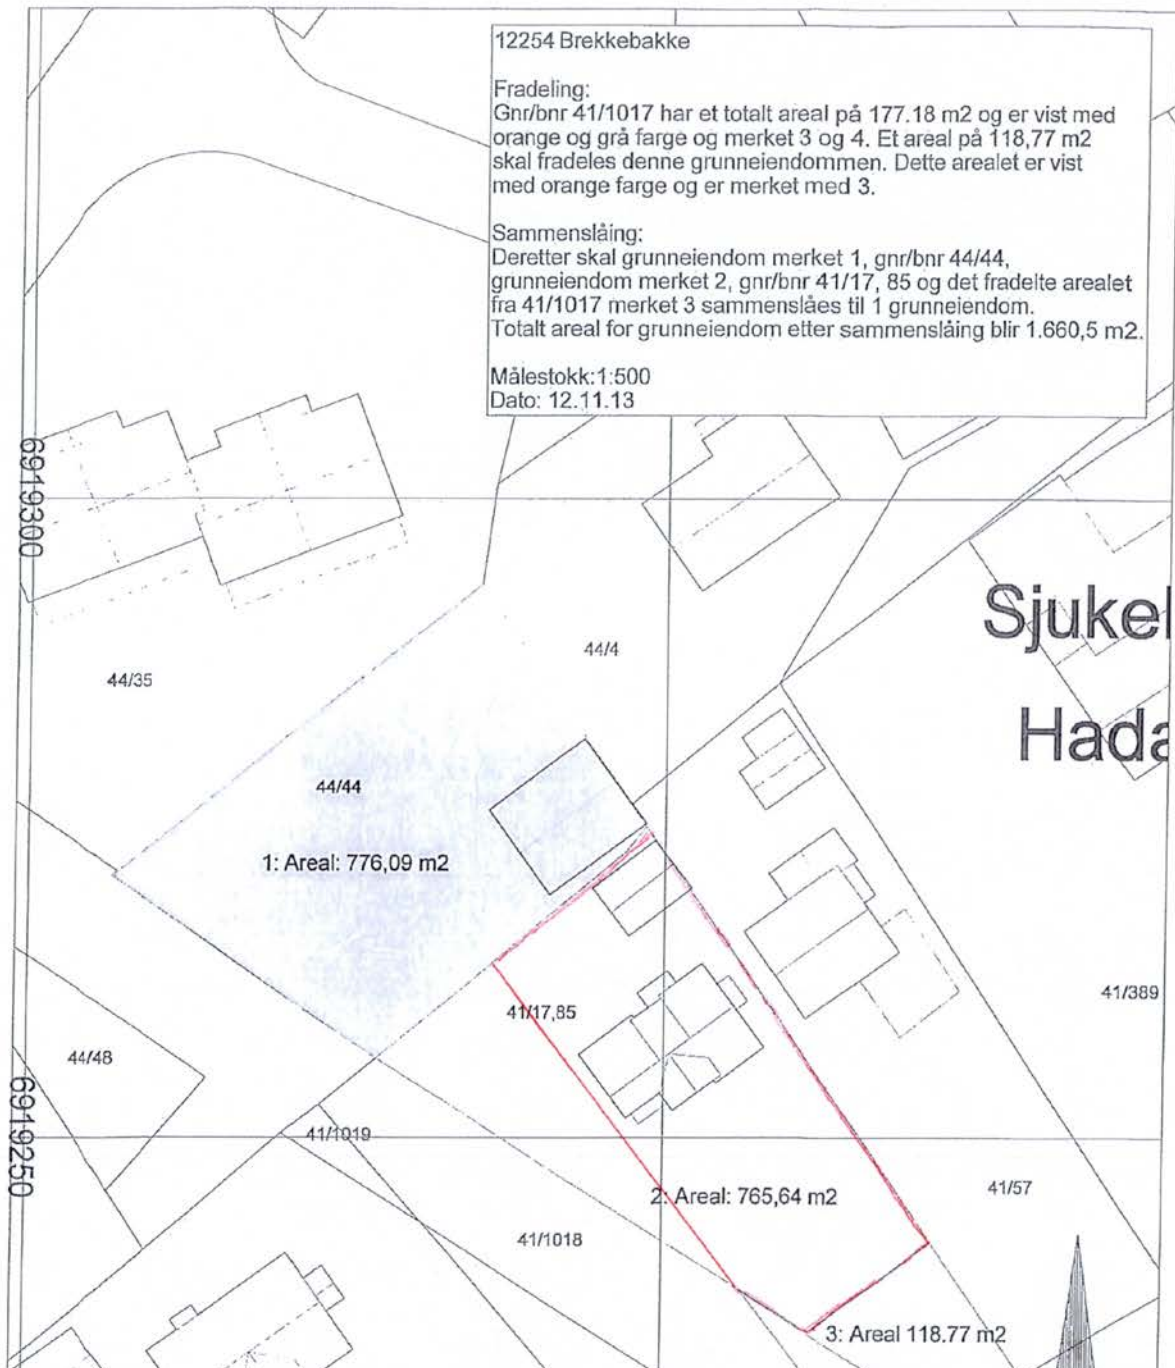 12254 Brekkebakke
Fradeling:
Gnr/bnr 41/1017 har et totalt areal på 177.18 m2 og er vist med
orange og grå farge og merket 3 og 4. Et areal på 118,77 m2
skal fradeles denne grunneiendommen. Dette arealet er vist
med orange farge og er merket med 3.
Sammenslåing:
Deretter skal grunneiendom merket 1, gnr/bnr 44/44,
grunneiendom merket 2, gnr/bnr 41/17, 85 og det fradelte arealet
fra 41/1017 merket 3 sammenslåes til 1 grunneiendom.
Totalt areal for grunneiendom etter sammenslåing blir 1.660,5 m2.
Målestokk:1:500
Dato: 12.11.13
6919300
Sjukel
44/4
44/35
Hada
44/44
1: Areal: 776,09 m2
41/389
41/17,85
44/48
6919250
41/1019
41/57
2: Areal: 765,64 m2
41/1018
3: Areal 118.77 m2